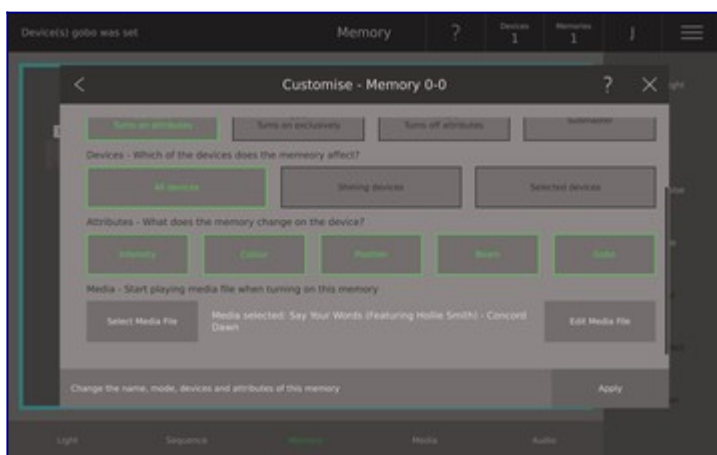 Device(s) gobo was set
Memory
?
Devices
1
Memories
1
J
Customise - Memory 0-0
?
Turns on attributes
Turns on exclusively
Turns off attributes
Submaster
Devices - Which of the devices does the memeory affect?
All devices
Shining devices
Selected devices
Attributes - What does the memory change on the device?
Intensity
Colour
Position
Beam
Gobo
Media - Start playing media file when turning on this memory
Select Media File
Media selected: Say Your Words (Featuring Hollie Smith) - Concord
Dawn
Edit Media File
Change the name, mode, devices and attributes of this memory
Apply
Light
Sequence
Memory
Media
Audio